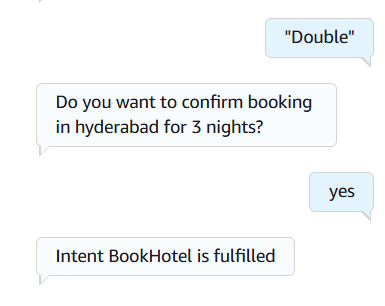 "Double"
Do you want to confirm booking
in hyderabad for 3 nights?
yes
Intent BookHotel is fulfilled